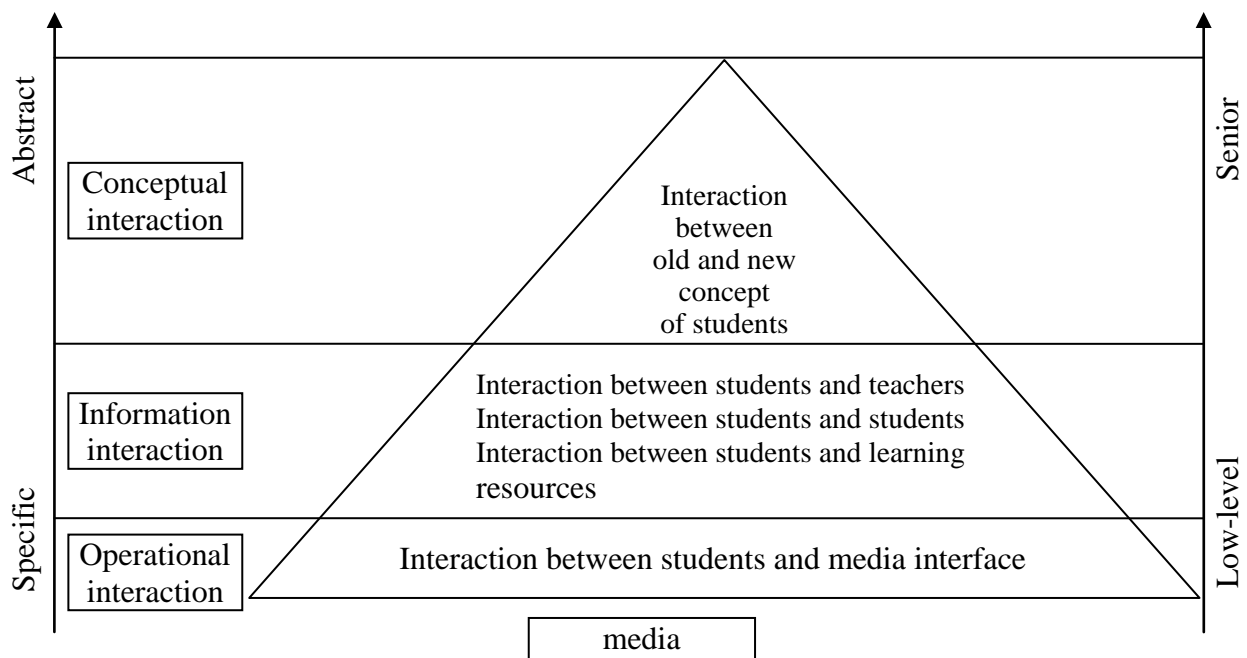 Abstract
Senior
Conceptual
interaction
Interaction
between
old and new
concept
of students
Information
interaction
Interaction between students and teachers
Interaction between students and students
Interaction between students and learning
resources
Specific
Low-level
Operational
interaction
Interaction between students and media interface
media